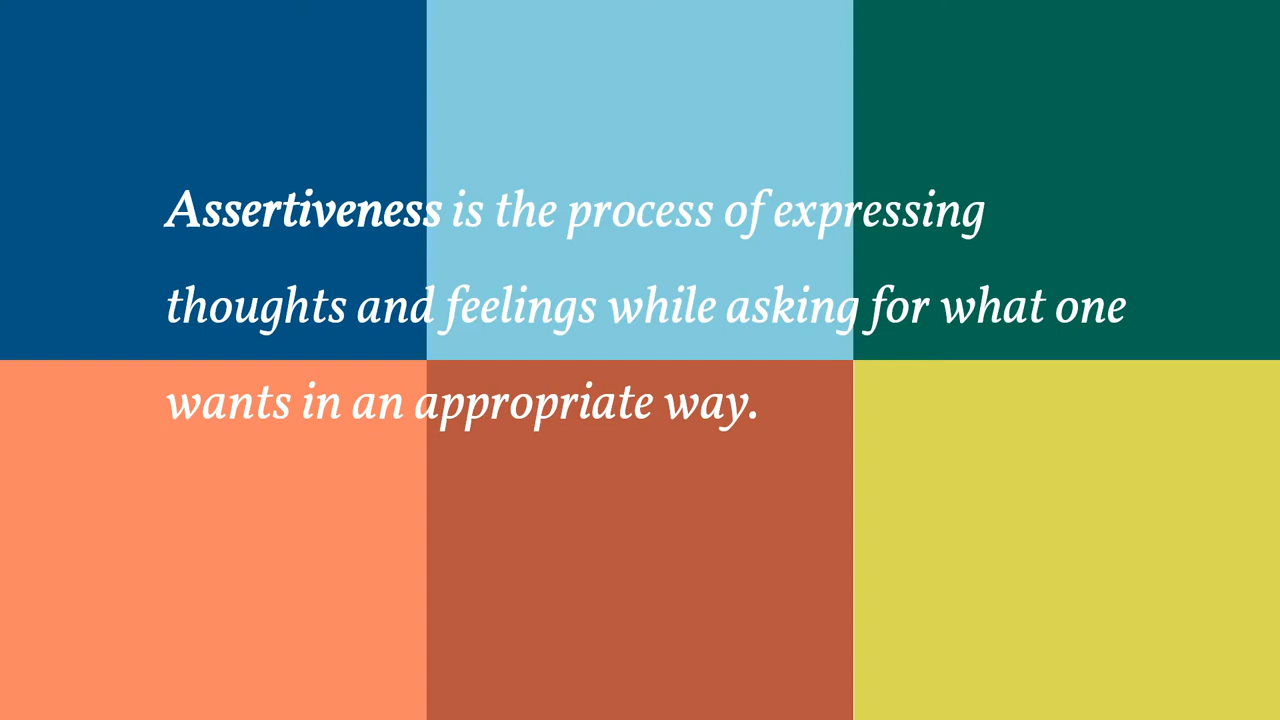 Assertiveness is the process of expressing
thoughts and feelings while asking for what one
wants in an appropriate way.